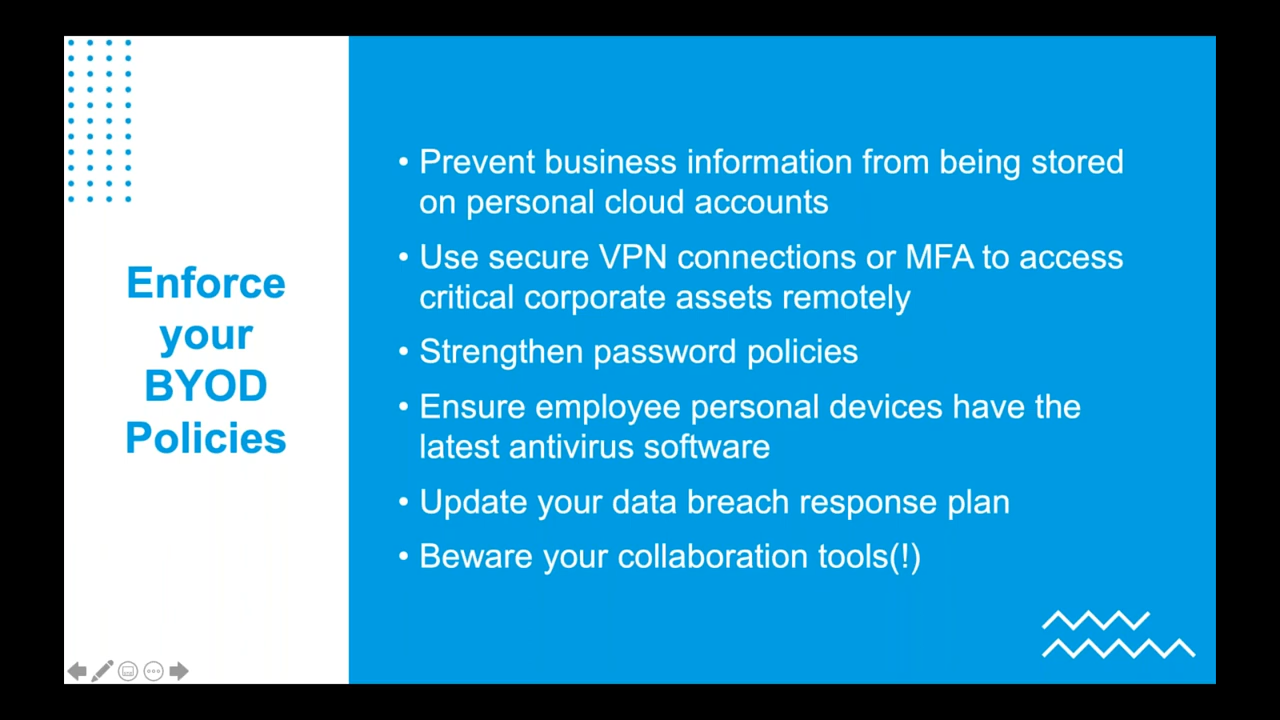 Enforce
your
BYOD
Policies
• Prevent business information from being stored
on personal cloud accounts
• Use secure VPN connections or MFA to access
critical corporate assets remotely
• Strengthen password policies
• Ensure employee personal devices have the
latest antivirus software
• Update your data breach response plan
• Beware your collaboration tools(!)